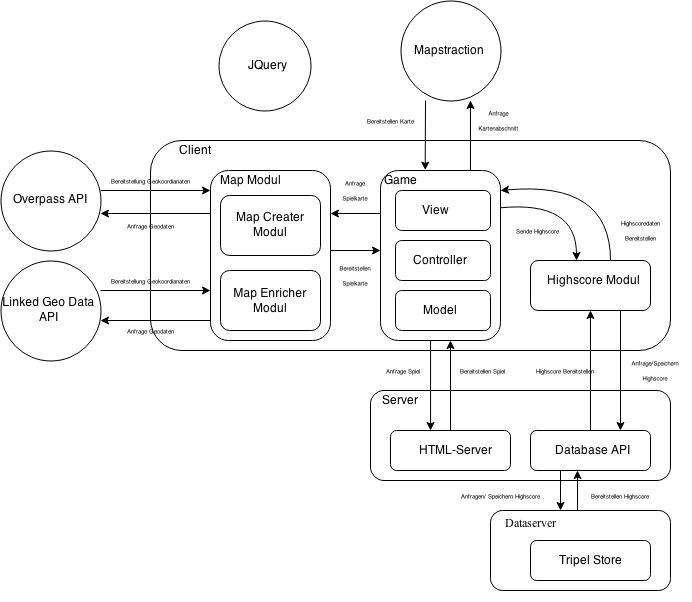 JQuery
Mapstraction
Bereitstellen Karte
Anfrage
Kartenabschnitt
Client
Overpass API
Bereitstellung Geokoordianaten
Anfrage Geodaten
Linked Geo Data
API
Bereitstellung Geokoordianaten
Anfrage Geodaten
Map Modul
Map Creater
Modul
Map Enricher
Modul
Anfrage
Spielkarte
Bereitstellen
Spielkarte
Game
View
Controller
Model
Sende Highscore
Highscoredaten
Bereitstellen
Highscore Modul
Anfrage Spiel
Bereitstellen Spiel
Highscore Bereitstellen
Anfrage/Speichern
Highscore
Server
HTML-Server
Database API
Anfragen/ Speichern Highscore
Bereitstellen Highscore
Dataserver
Tripel Store